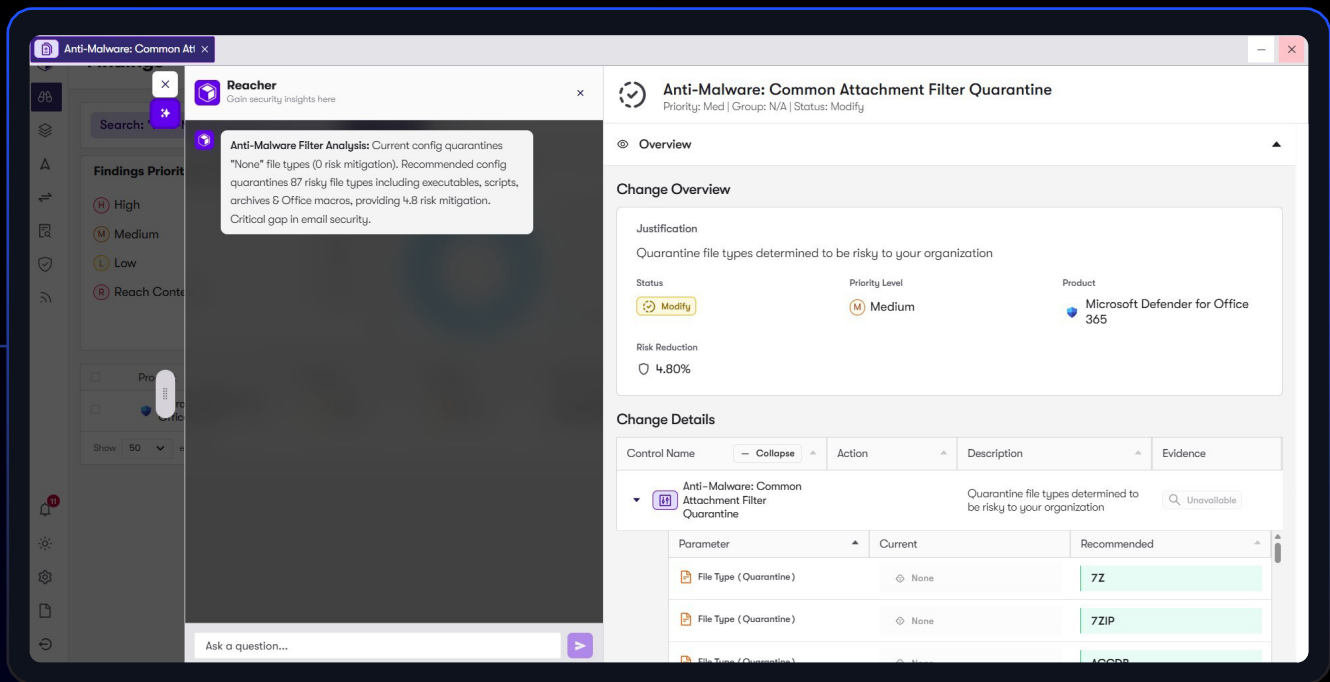 Anti-Malware: Common Att
Findings
Search: "
Findings Priorit
H High
M Medium
L Low
R Reach Conte
Pro
Show 50 e
11
Reacher
Gain security insights here
Anti-Malware Filter Analysis: Current config quarantines
"None" file types (0 risk mitigation). Recommended config
quarantines 87 risky file types including executables, scripts,
archives & Office macros, providing 4.8 risk mitigation.
Critical gap in email security.
Ask a question...
Anti-Malware: Common Attachment Filter Quarantine
Priority: Med | Group: N/A | Status: Modify
Overview
Change Overview
Justification
Quarantine file types determined to be risky to your organization
Status Priority Level Product
Modify M Medium Microsoft Defender for Office
365
Risk Reduction
4.80%
Change Details
Control Name – Collapse Action Description Evidence
Anti-Malware: Common
Attachment Filter
Quarantine
Quarantine file types determined to
be risky to your organization
Unavailable
Parameter Current Recommended
File Type (Quarantine) None 7Z
File Type (Quarantine) None 7ZIP
File Type (Quarantine) None ACCDB